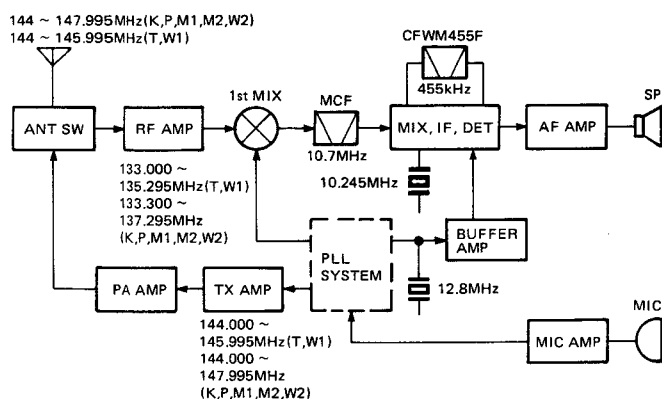 144 ~ 147.995MHz(K,P,M1,M2,W2)
144 ~ 145.995MHz(T,W1)
CFWM455F
455kHz
SP
1st MIX
MCF
ANT SW
RF AMP
MIX, IF, DET
AF AMP
10.7MHz
133.000 ~
135.295MHz(T,W1)
133.300 ~
137.295MHz
(K,P,M1,M2,W2)
10.245MHz
PLL
SYSTEM
BUFFER
AMP
12.8MHz
PA AMP
TX AMP
MIC
MIC AMP
144.000 ~
145.995MHz(T,W1)
144.000 ~
147.995MHz
(K,P,M1,M2,W2)